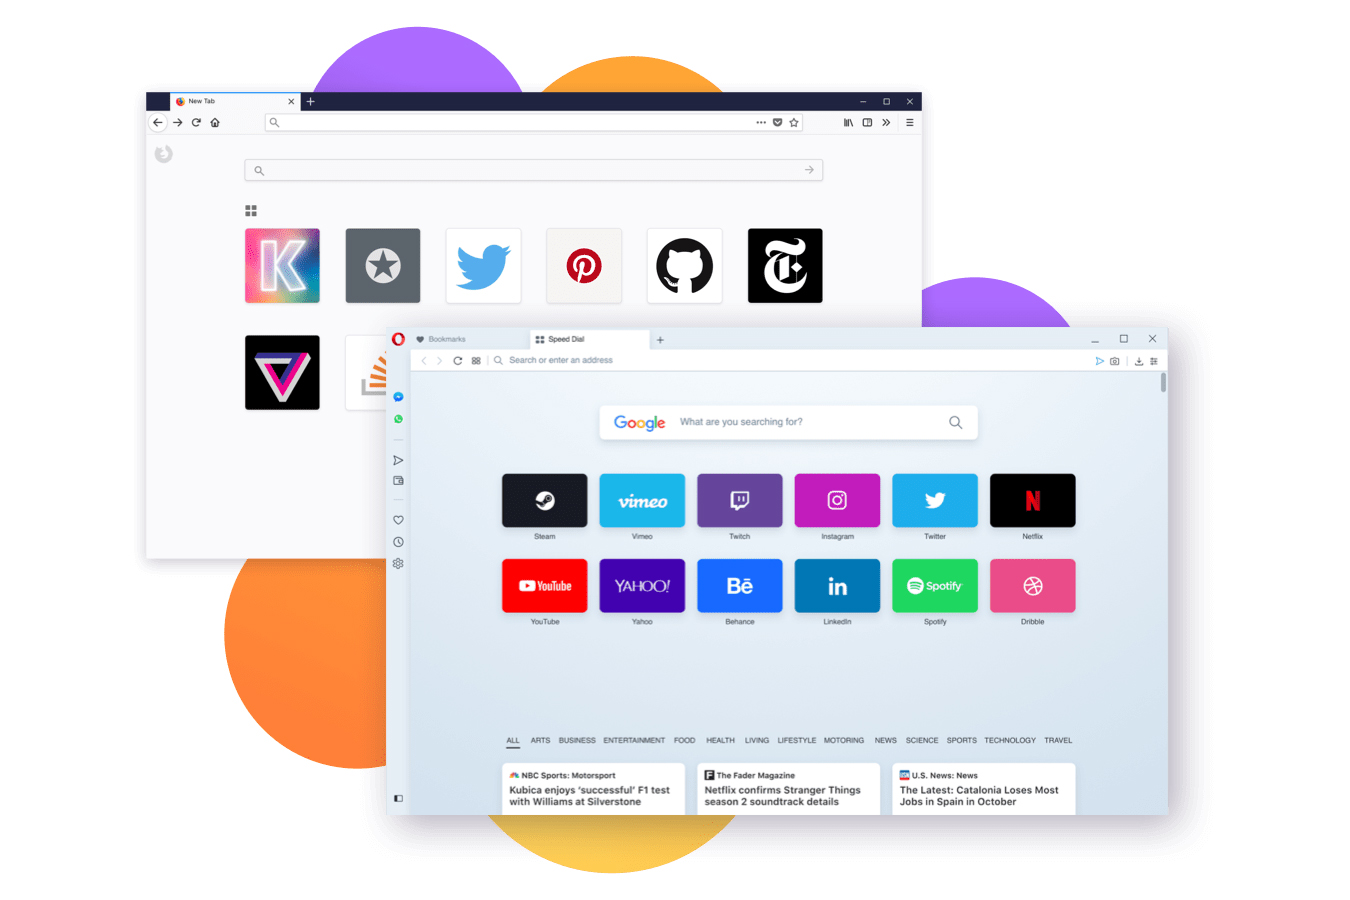 New Tab
K
T
Bookmarks
Speed Dial
Search or enter an address
Google What are you searching for?
vimeo
N
Steam Vimeo Twitch Instagram Twitter Netflix
YouTube YAHOO! Bē in Spotify
YouTube Yahoo Behance LinkedIn Spotify Dribble
ALL ARTS BUSINESS ENTERTAINMENT FOOD HEALTH LIVING LIFESTYLE MOTORING NEWS SCIENCE SPORTS TECHNOLOGY TRAVEL
NBC Sports: Motorsport
Kubica enjoys ‘successful’ F1 test
with Williams at Silverstone
F The Fader Magazine
Netflix confirms Stranger Things
season 2 soundtrack details
U.S. News: News
The Latest: Catalonia Loses Most
Jobs in Spain in October